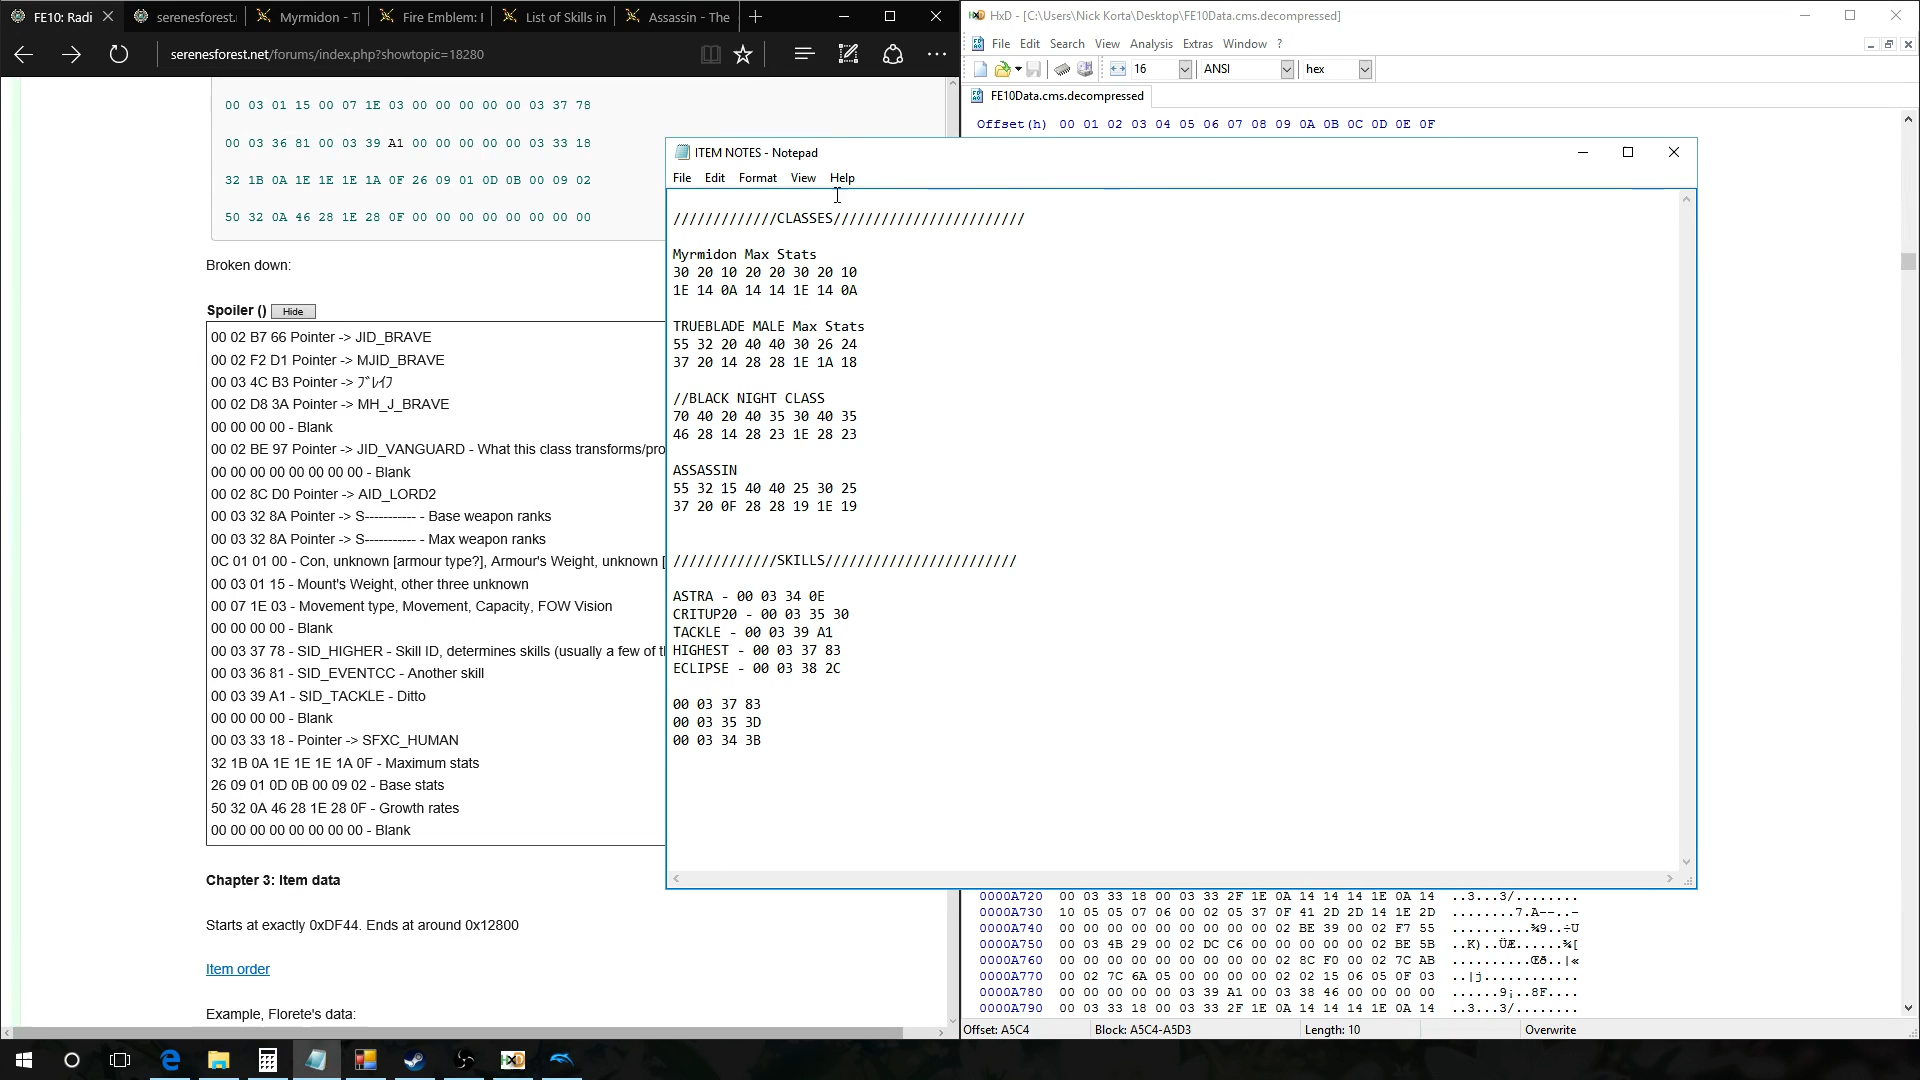 FE10: Radi
serenesforest.
Myrmidon - Tl
Fire Emblem: l
List of Skills in
Assassin - The
serenesforest.net/forums/index.php?showtopic=18280
00 03 01 15 00 07 1E 03 00 00 00 00 00 03 37 78
00 03 36 81 00 03 39 A1 00 00 00 00 00 03 33 18
32 1B 0A 1E 1E 1E 1A 0F 26 09 01 0D 0B 00 09 02
50 32 0A 46 28 1E 28 0F 00 00 00 00 00 00 00 00
Broken down:
Spoiler () Hide
00 02 B7 66 Pointer -> JID_BRAVE
00 02 F2 D1 Pointer -> MJID_BRAVE
00 03 4C B3 Pointer -> ﾌﾞﾚｲﾌ
00 02 D8 3A Pointer -> MH_J_BRAVE
00 00 00 00 - Blank
00 02 BE 97 Pointer -> JID_VANGUARD - What this class transforms/pro
00 00 00 00 00 00 00 00 - Blank
00 02 8C D0 Pointer -> AID_LORD2
00 03 32 8A Pointer -> S----------- - Base weapon ranks
00 03 32 8A Pointer -> S----------- - Max weapon ranks
0C 01 01 00 - Con, unknown [armour type?], Armour's Weight, unknown [
00 03 01 15 - Mount's Weight, other three unknown
00 07 1E 03 - Movement type, Movement, Capacity, FOW Vision
00 00 00 00 - Blank
00 03 37 78 - SID_HIGHER - Skill ID, determines skills (usually a few of tl
00 03 36 81 - SID_EVENTCC - Another skill
00 03 39 A1 - SID_TACKLE - Ditto
00 00 00 00 - Blank
00 03 33 18 - Pointer -> SFXC_HUMAN
32 1B 0A 1E 1E 1E 1A 0F - Maximum stats
26 09 01 0D 0B 00 09 02 - Base stats
50 32 0A 46 28 1E 28 0F - Growth rates
00 00 00 00 00 00 00 00 - Blank
Chapter 3: Item data
Starts at exactly 0xDF44. Ends at around 0x12800
Item order
Example, Florete's data:
ITEM NOTES - Notepad
File Edit Format View Help
/////////////CLASSES////////////////////////
Myrmidon Max Stats
30 20 10 20 20 30 20 10
1E 14 0A 14 14 1E 14 0A
TRUEBLADE MALE Max Stats
55 32 20 40 40 30 26 24
37 20 14 28 28 1E 1A 18
//BLACK NIGHT CLASS
70 40 20 40 35 30 40 35
46 28 14 28 23 1E 28 23
ASSASSIN
55 32 15 40 40 25 30 25
37 20 0F 28 28 19 1E 19
/////////////SKILLS////////////////////////
ASTRA - 00 03 34 0E
CRITUP20 - 00 03 35 30
TACKLE - 00 03 39 A1
HIGHEST - 00 03 37 83
ECLIPSE - 00 03 38 2C
00 03 37 83
00 03 35 3D
00 03 34 3B
HxD - [C:\Users\Nick Korta\Desktop\FE10Data.cms.decompressed]
File Edit Search View Analysis Extras Window ?
16 ANSI hex
FE10Data.cms.decompressed
Offset(h) 00 01 02 03 04 05 06 07 08 09 0A 0B 0C 0D 0E 0F
0000A720 00 03 33 18 00 03 33 2F 1E 0A 14 14 14 1E 0A 14 ..3...3/........
0000A730 10 05 05 07 06 00 02 05 37 0F 41 2D 2D 14 1E 2D ........7.A--..-
0000A740 00 00 00 00 00 00 00 00 00 02 BE 39 00 02 F7 55 ..........¾9..÷U
0000A750 00 03 4B 29 00 02 DC C6 00 00 00 00 00 02 BE 5B ..K)..ÜÆ......¾[
0000A760 00 00 00 00 00 00 00 00 00 02 8C F0 00 02 7C AB ..........Œð..|«
0000A770 00 02 7C 6A 05 00 00 00 00 02 02 15 06 05 0F 03 ..|j............
0000A780 00 00 00 00 00 03 39 A1 00 03 38 46 00 00 00 00 ......9¡..8F....
0000A790 00 03 33 18 00 03 33 2F 1E 0A 14 14 14 1E 0A 14 ..3...3/........
Offset: A5C4 Block: A5C4-A5D3 Length: 10 Overwrite